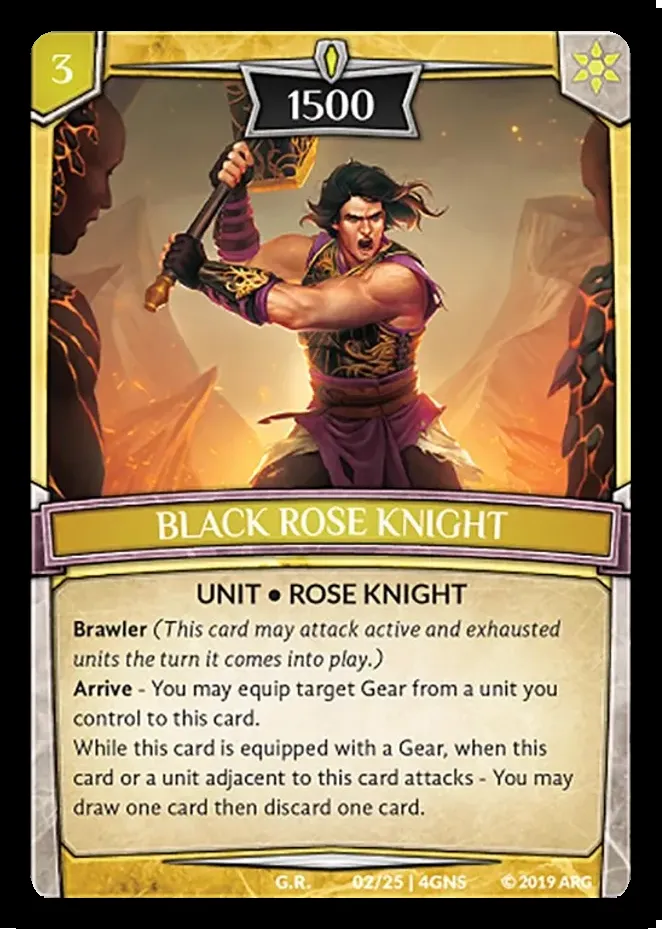 3
1500
BLACK ROSE KNIGHT
UNIT • ROSE KNIGHT
Brawler (This card may attack active and exhausted
units the turn it comes into play.)
Arrive - You may equip target Gear from a unit you
control to this card.
While this card is equipped with a Gear, when this
card or a unit adjacent to this card attacks - You may
draw one card then discard one card.
G.R. 02/25 | 4GNS © 2019 ARG